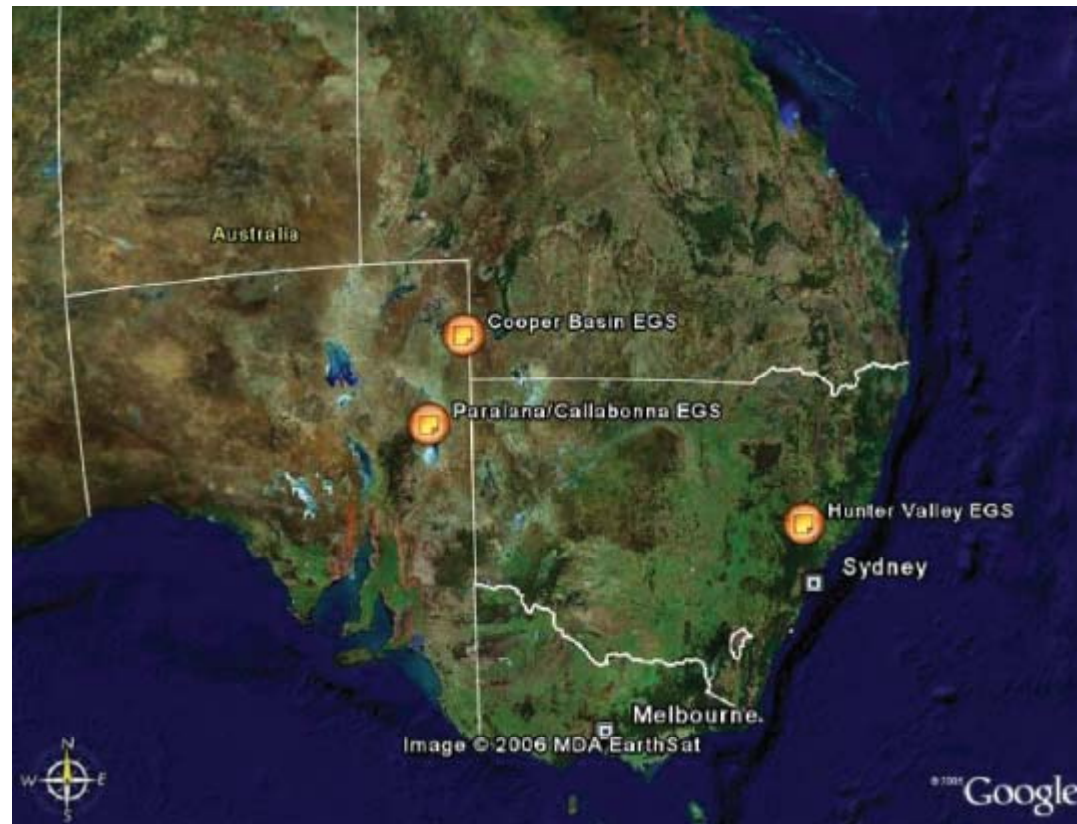 Australia
Cooper Basin EGS
Paralana/Callabonna EGS
Hunter Valley EGS
Sydney
Melbourne
Image © 2006 MDA EarthSat
N
W E
S
Google